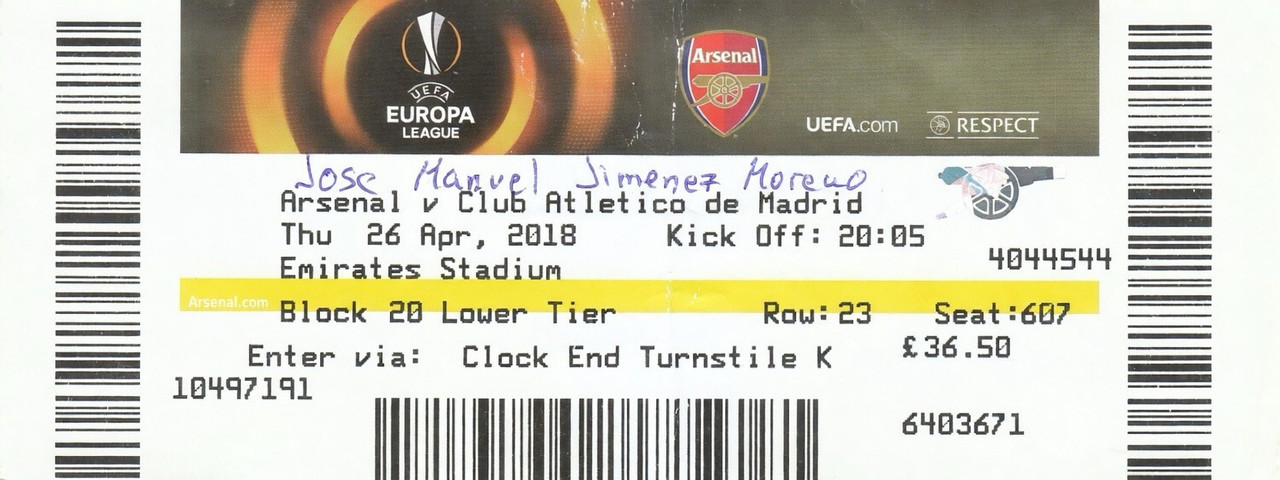 UEFA
EUROPA
LEAGUE
Arsenal
UEFA.com
RESPECT
Jose Manuel Jimenez Moreno
Arsenal v Club Atletico de Madrid
Thu 26 Apr, 2018 Kick Off: 20:05
4044544
Emirates Stadium
Arsenal.com
Block 20 Lower Tier Row: 23 Seat:607
Enter via: Clock End Turnstile K £36.50
10497191
6403671